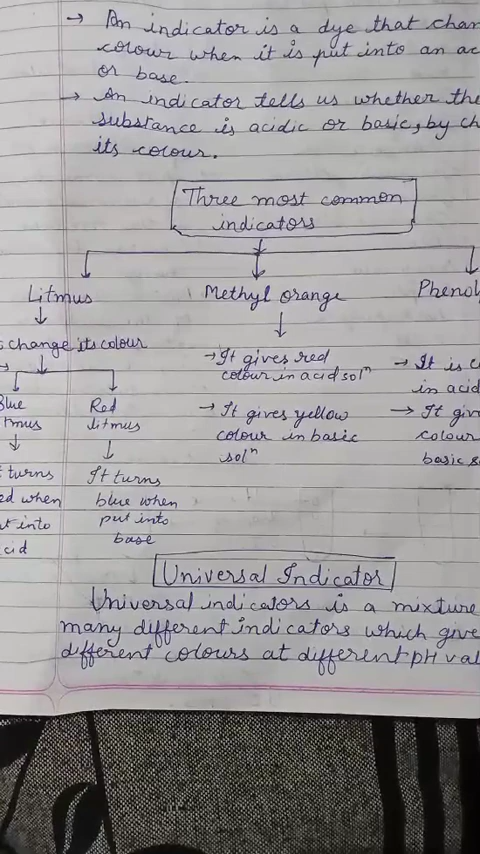 → An indicator is a dye that chan
colour when it is put into an ac
or base.
→ An indicator tells us whether the
substance is acidic or basic, by ch
its colour.
Three most common
indicators
Litmus
Methyl orange
Phenol
change its colour
Blue
tmus
t turns
ed when
t into
cid
Red
litmus
It turns
blue when
put into
base
→ It gives red
colour in acid solⁿ
→ It gives yellow
colour in basic
solⁿ
→ It is c
in acid
→ It giv
colour
basic s
Universal Indicator
Universal indicators is a mixture
many different indicators which give
different colours at different pH val